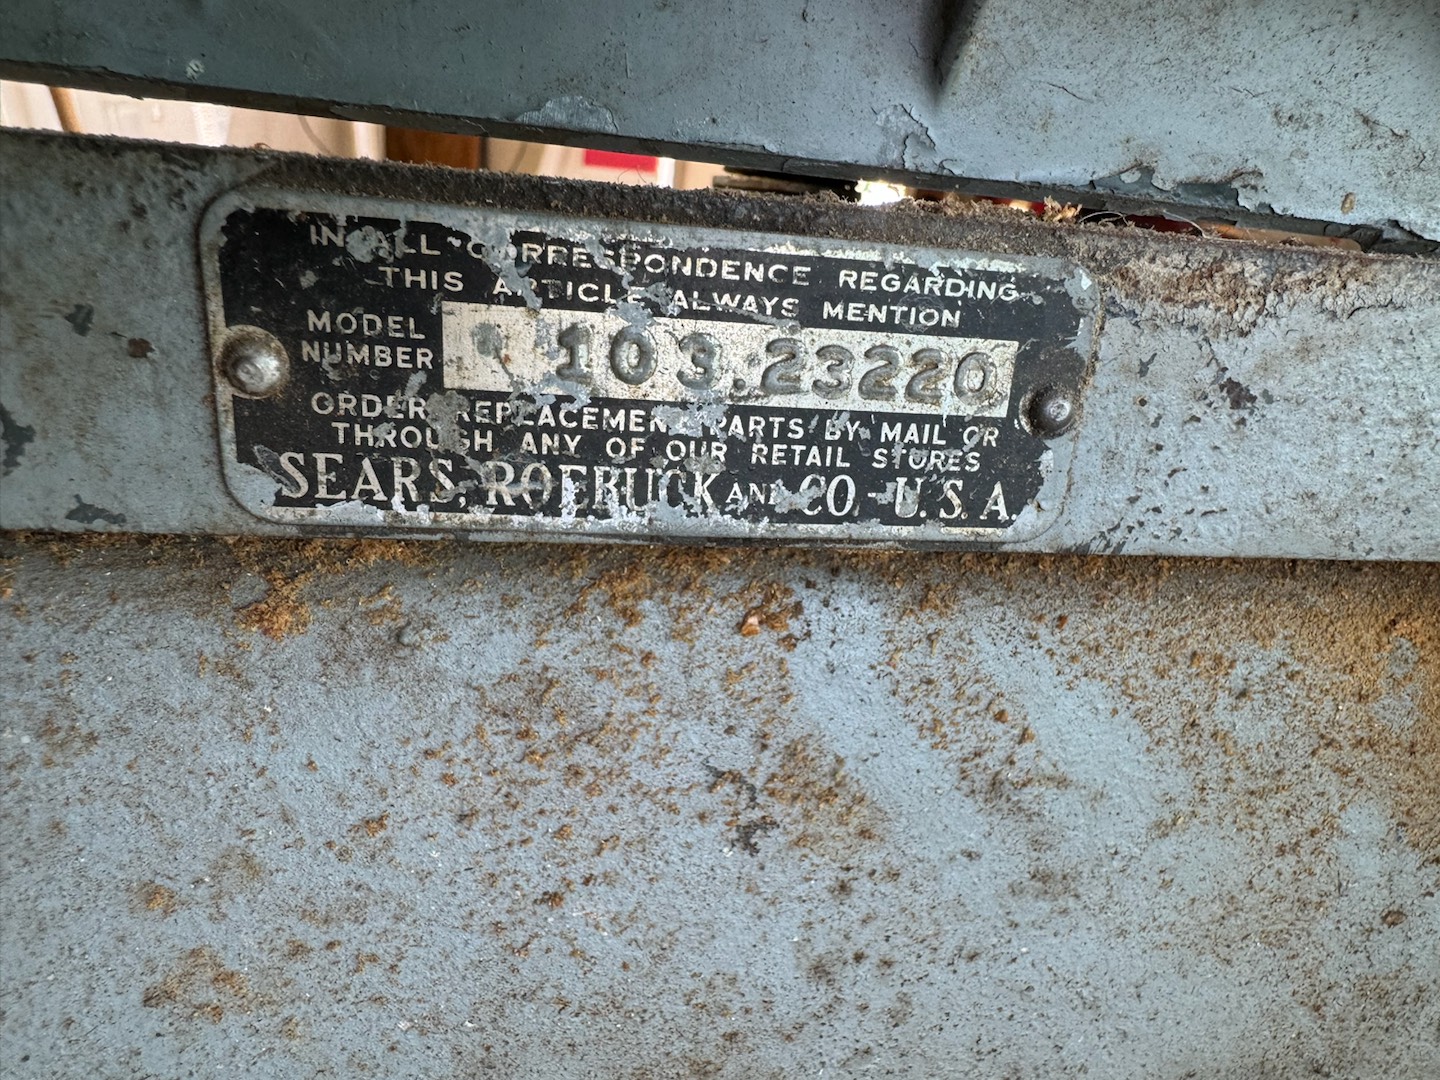 IN ALL CORRESPONDENCE REGARDING
THIS ARTICLE ALWAYS MENTION
MODEL NUMBER 103.23220
ORDER REPLACEMENT PARTS BY MAIL OR
THROUGH ANY OF OUR RETAIL STORES
SEARS, ROEBUCK AND CO.-U.S.A.